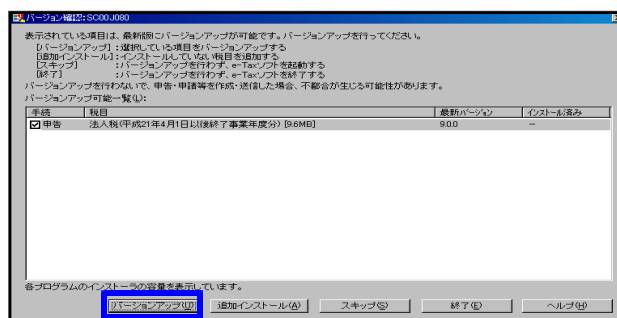 バージョン確認:SC00J080
表示されている項目は、最新版にバージョンアップが可能です。バージョンアップを行ってください。
[バージョンアップ] :選択している項目をバージョンアップする
[追加インストール]:インストールしていない税目を追加する
[スキップ] :バージョンアップを行わず、e-Taxソフトを起動する
[終了] :バージョンアップを行わず、e-Taxソフトを終了する
バージョンアップを行わないで、申告・申請等を作成・送信した場合、不都合が生じる可能性があります。
バージョンアップ可能一覧(L):
手続 税目 最新バージョン インストール済み
申告 法人税(平成21年4月1日以後終了事業年度分) [9.6MB] 9.0.0 －
各プログラムのインストーラの容量を表示しています。
バージョンアップ(U) 追加インストール(A) スキップ(S) 終了(E) ヘルプ(H)